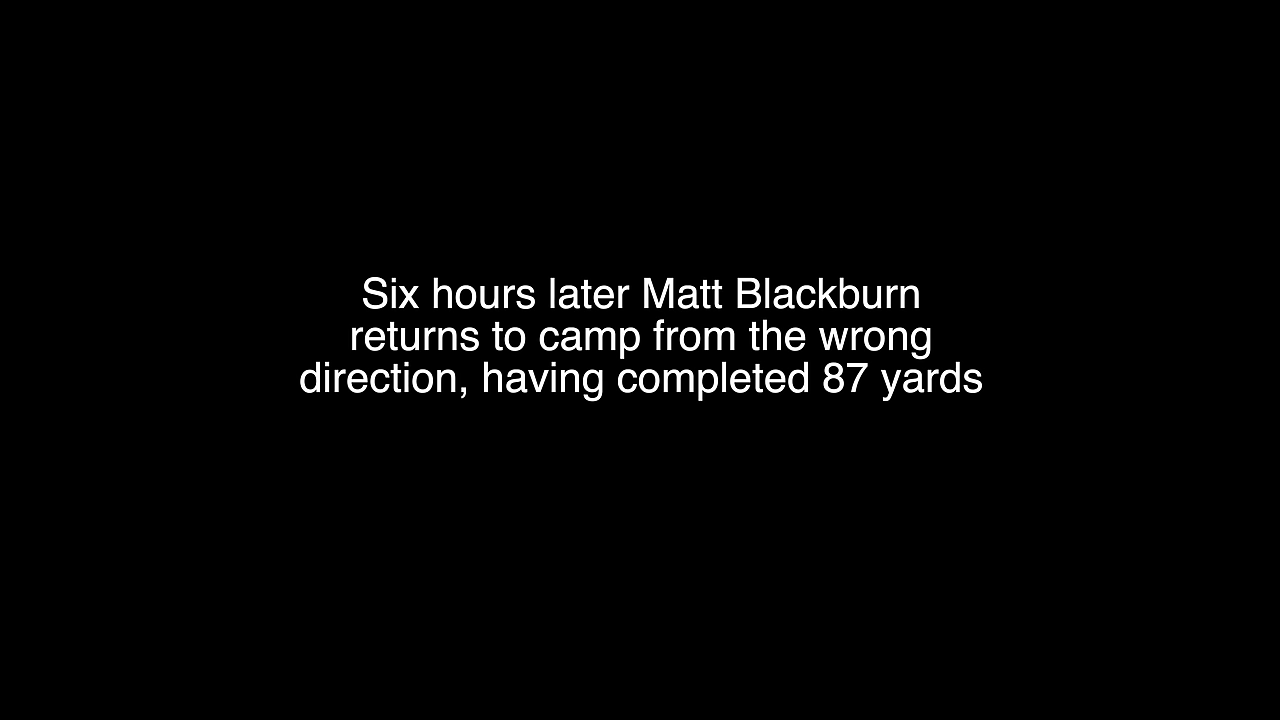 Six hours later Matt Blackburn
returns to camp from the wrong
direction, having completed 87 yards